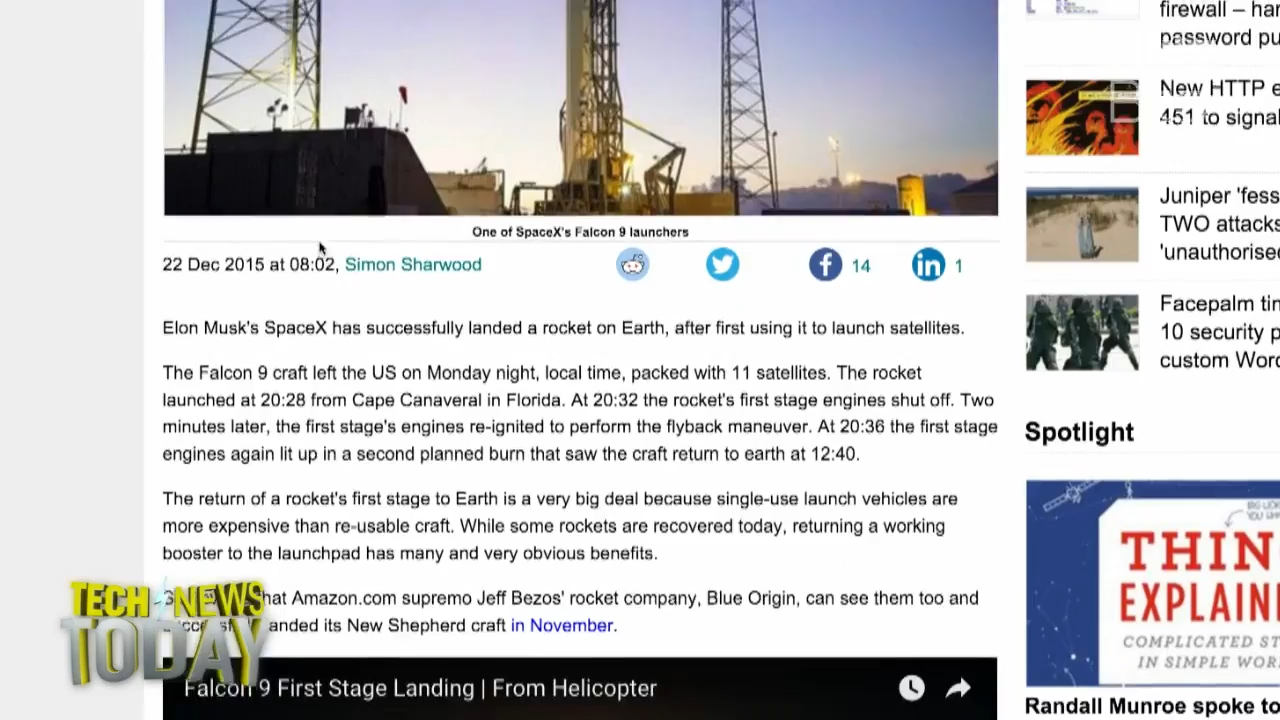 firewall –
password
One of SpaceX's Falcon 9 launchers
22 Dec 2015 at 08:02, Simon Sharwood
14
in 1
Elon Musk's SpaceX has successfully landed a rocket on Earth, after first using it to launch satellites.
The Falcon 9 craft left the US on Monday night, local time, packed with 11 satellites. The rocket
launched at 20:28 from Cape Canaveral in Florida. At 20:32 the rocket's first stage engines shut off. Two
minutes later, the first stage's engines re-ignited to perform the flyback maneuver. At 20:36 the first stage
engines again lit up in a second planned burn that saw the craft return to earth at 12:40.
The return of a rocket's first stage to Earth is a very big deal because single-use launch vehicles are
more expensive than re-usable craft. While some rockets are recovered today, returning a working
booster to the launchpad has many and very obvious benefits.
hat Amazon.com supremo Jeff Bezos' rocket company, Blue Origin, can see them too and
anded its New Shepherd craft in November.
Falcon 9 First Stage Landing | From Helicopter
TECH NEWS
TODAY
New HTTP e
451 to signal
Juniper 'fess
TWO attacks
'unauthorised
Facepalm tim
10 security p
custom Word
Spotlight
THIN
EXPLAIN
COMPLICATED ST
IN SIMPLE WOR
Randall Munroe spoke to